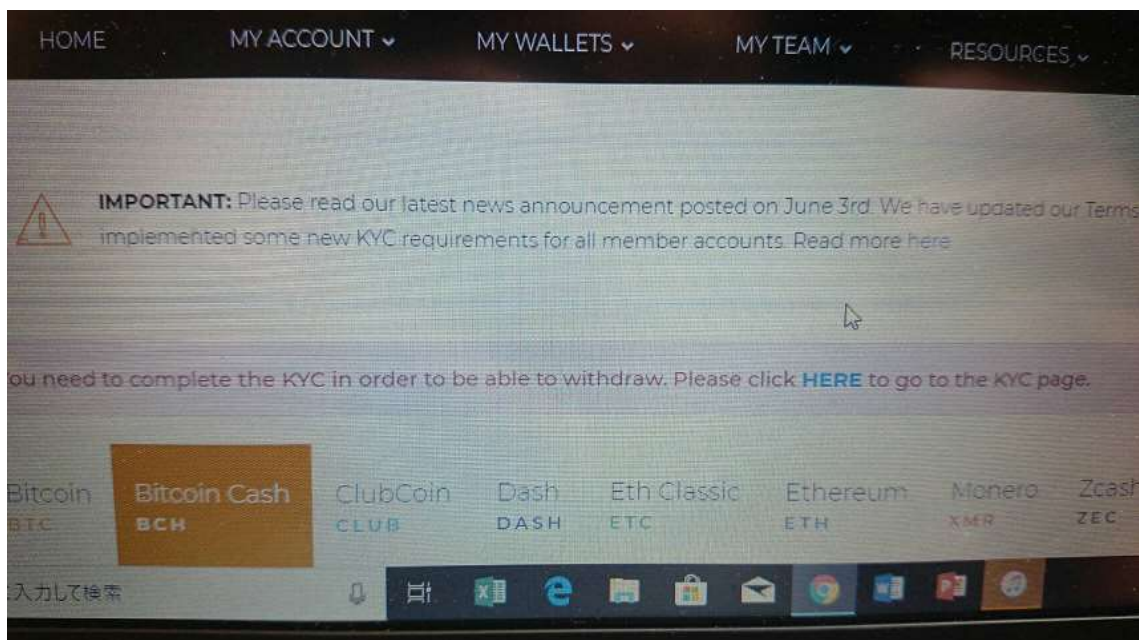 HOME MY ACCOUNT MY WALLETS MY TEAM RESOURCES
IMPORTANT: Please read our latest news announcement posted on June 3rd. We have updated our Terms
implemented some new KYC requirements for all member accounts. Read more here
ou need to complete the KYC in order to be able to withdraw. Please click HERE to go to the KYC page.
Bitcoin Bitcoin Cash ClubCoin Dash Eth Classic Ethereum Monero Zcash
BTC BCH CLUB DASH ETC ETH XMR ZEC
入力して検索